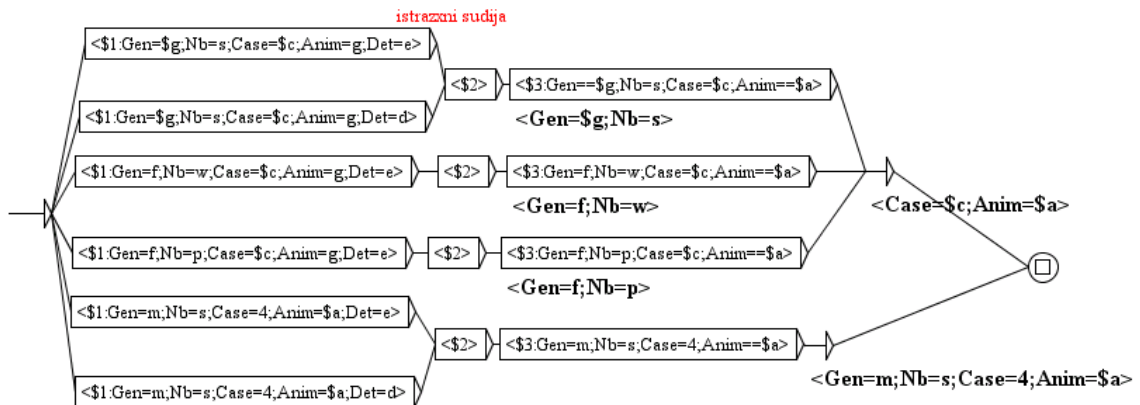 istrazxni sudija
<$1:Gen=$g;Nb=s;Case=$c;Anim=g;Det=e>
<$2>
<$3:Gen==$g;Nb=s;Case=$c;Anim==$a>
<$1:Gen=$g;Nb=s;Case=$c;Anim=g;Det=d>
<Gen=$g;Nb=s>
<$1:Gen=f;Nb=w;Case=$c;Anim=g;Det=e>
<$2>
<$3:Gen=f;Nb=w;Case=$c;Anim==$a>
<Gen=f;Nb=w>
<Case=$c;Anim=$a>
<$1:Gen=f;Nb=p;Case=$c;Anim=g;Det=e>
<$2>
<$3:Gen=f;Nb=p;Case=$c;Anim==$a>
<Gen=f;Nb=p>
<$1:Gen=m;Nb=s;Case=4;Anim=$a;Det=e>
<$2>
<$3:Gen=m;Nb=s;Case=4;Anim==$a>
<$1:Gen=m;Nb=s;Case=4;Anim=$a;Det=d>
<Gen=m;Nb=s;Case=4;Anim=$a>